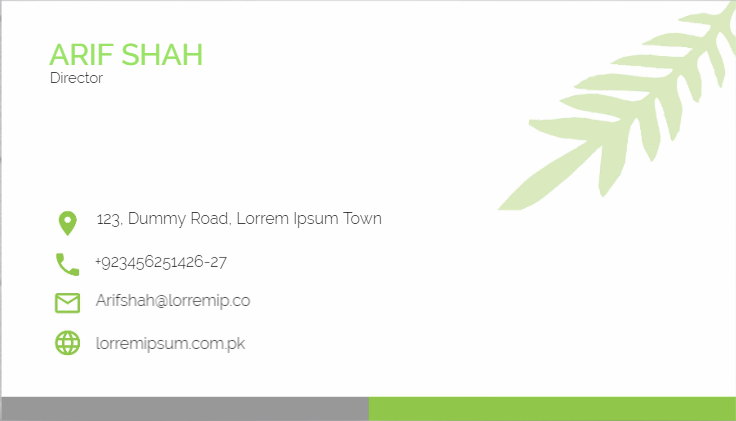 ARIF SHAH
Director
123, Dummy Road, Lorrem Ipsum Town
+923456251426-27
Arifshah@lorremip.co
lorremipsum.com.pk